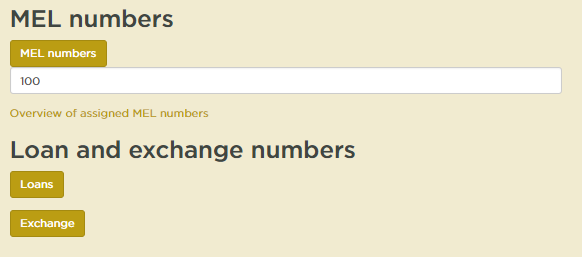 MEL numbers
MEL numbers
100
Overview of assigned MEL numbers
Loan and exchange numbers
Loans
Exchange